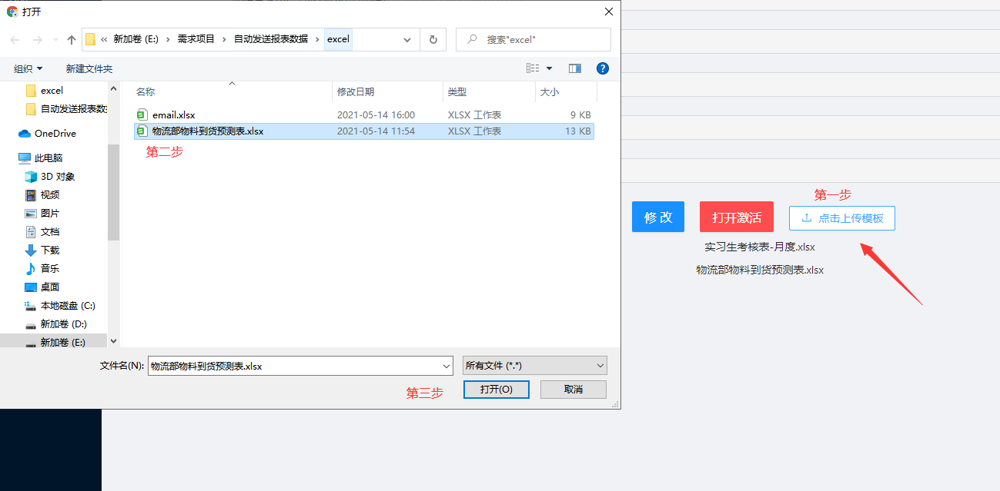 打开
« 新加卷 (E:) › 需求项目 › 自动发送报表数据 › excel
搜索"excel"
组织
新建文件夹
excel
自动发送报表数
OneDrive
此电脑
3D 对象
视频
图片
文档
下载
音乐
桌面
本地磁盘 (C:)
新加卷 (D:)
新加卷 (E:)
名称 修改日期 类型 大小
email.xlsx 2021-05-14 16:00 XLSX 工作表 9 KB
物流部物料到货预测表.xlsx 2021-05-14 11:54 XLSX 工作表 13 KB
第二步
文件名(N): 物流部物料到货预测表.xlsx 所有文件 (*.*)
第三步
打开(O)
取消
第一步
修 改
打开激活
点击上传模板
实习生考核表-月度.xlsx
物流部物料到货预测表.xlsx